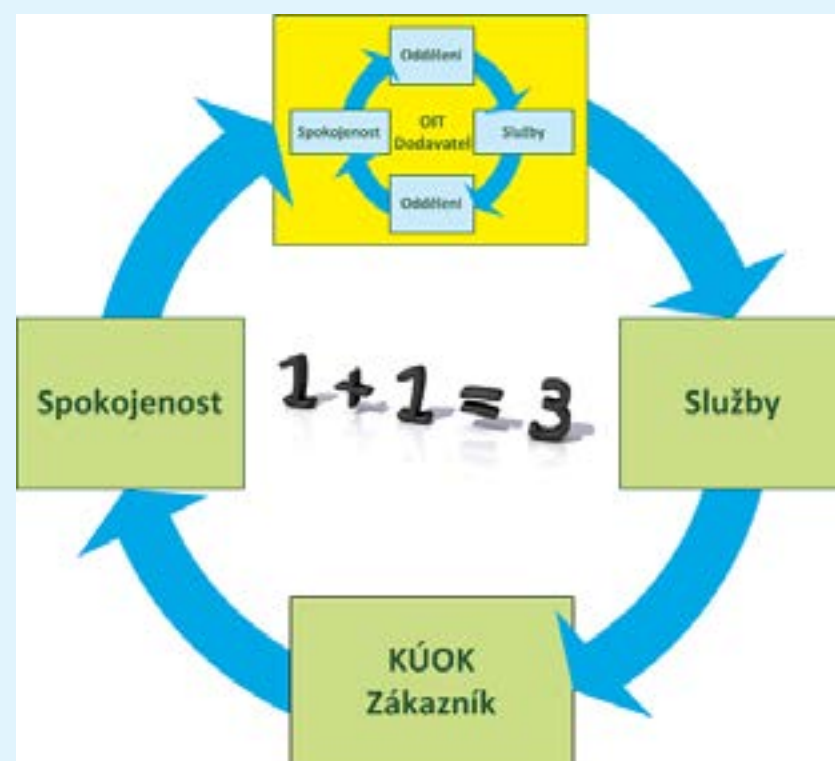 Oddělení
Spokojenost
OIT
Dodavatel
Služby
Oddělení
Spokojenost
1 + 1 = 3
Služby
KÚOK
Zákazník